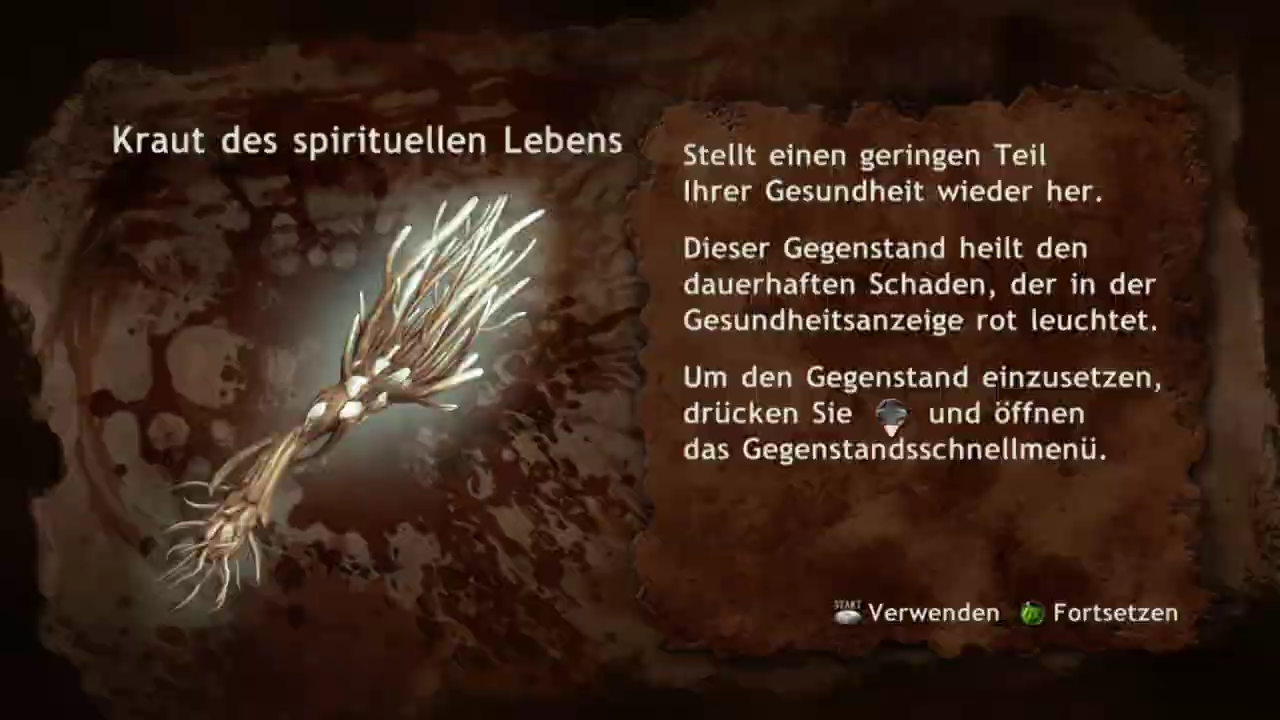 Kraut des spirituellen Lebens
Stellt einen geringen Teil
Ihrer Gesundheit wieder her.
Dieser Gegenstand heilt den
dauerhaften Schaden, der in der
Gesundheitsanzeige rot leuchtet.
Um den Gegenstand einzusetzen,
drücken Sie und öffnen
das Gegenstandsschnellmenü.
START Verwenden A Fortsetzen